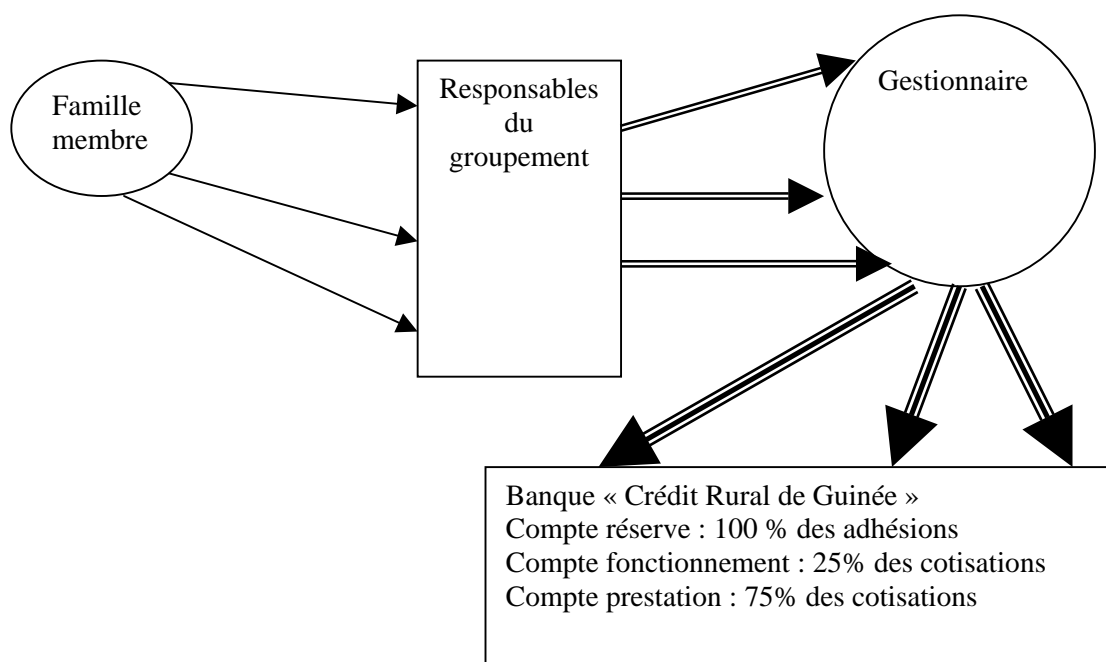 Famille
membre
Responsables
du
groupement
Gestionnaire
Banque « Crédit Rural de Guinée »
Compte réserve : 100 % des adhésions
Compte fonctionnement : 25% des cotisations
Compte prestation : 75% des cotisations